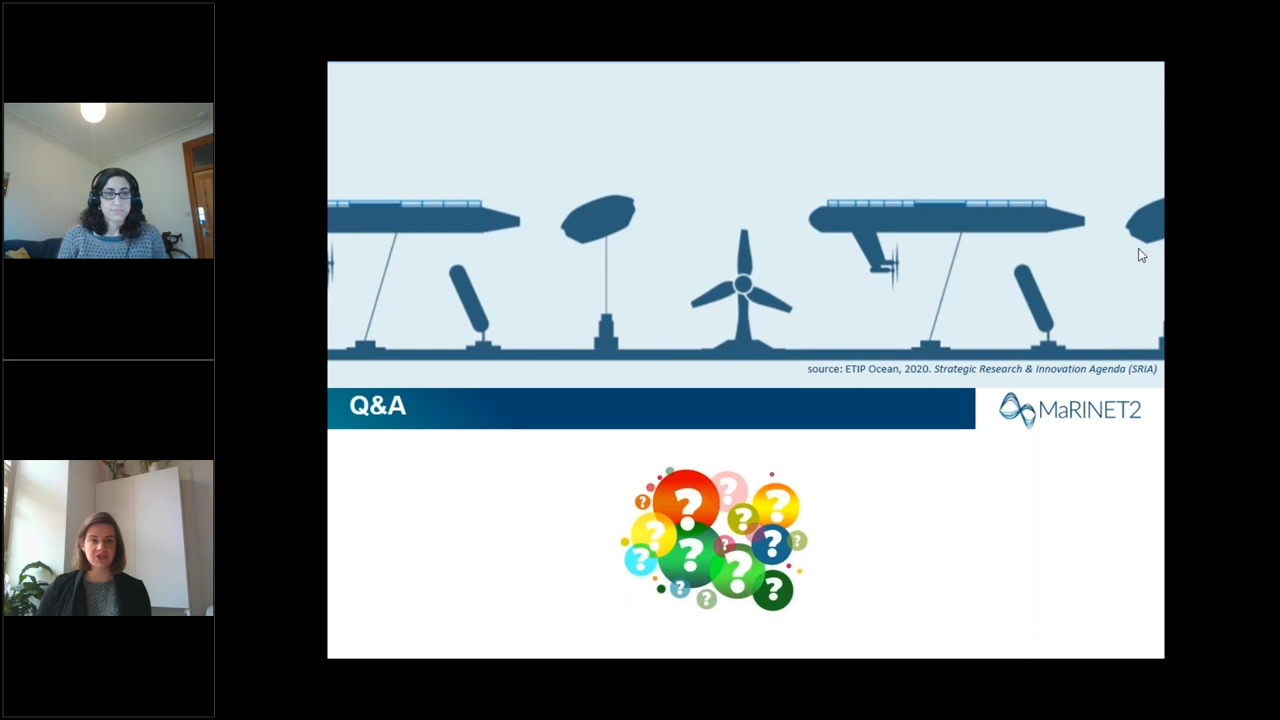 source: ETIP Ocean, 2020. Strategic Research & Innovation Agenda (SRIA)
Q&A
MaRINET2
? ? ? ? ? ? ? ? ? ? ? ? ? ?